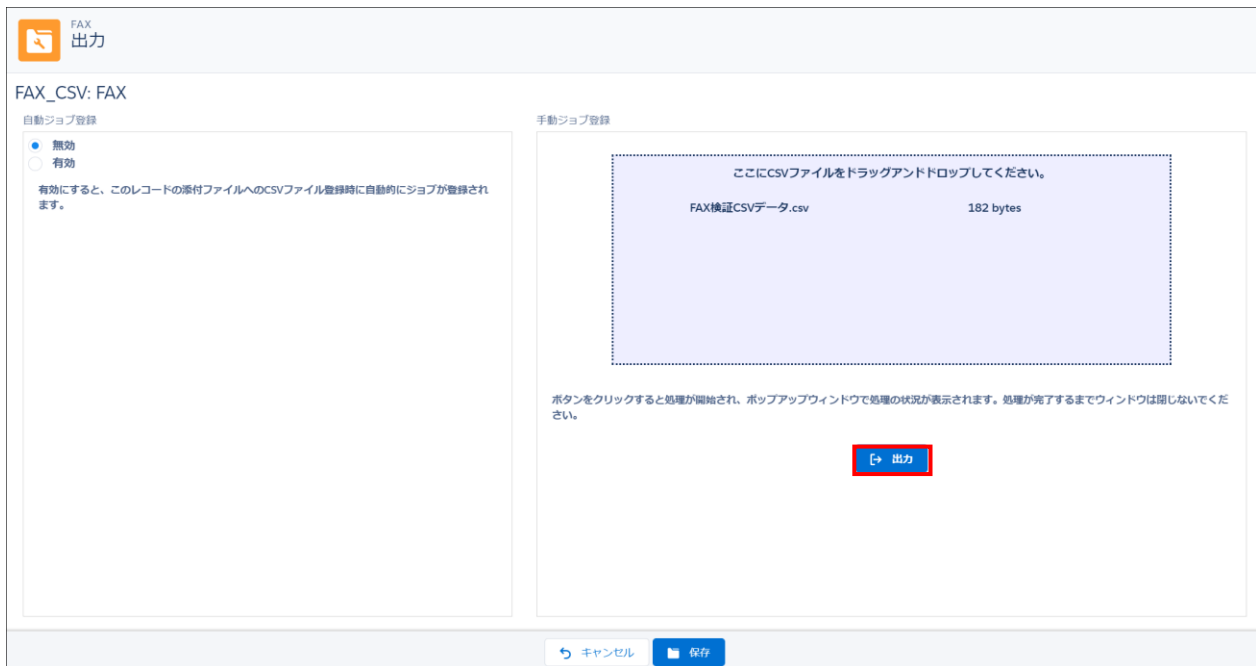 FAX
出力
FAX_CSV: FAX
自動ジョブ登録
無効
有効
有効にすると、このレコードの添付ファイルへのCSVファイル登録時に自動的にジョブが登録され
ます。
手動ジョブ登録
ここにCSVファイルをドラッグアンドドロップしてください。
FAX検証CSVデータ.csv 182 bytes
ボタンをクリックすると処理が開始され、ポップアップウィンドウで処理の状況が表示されます。処理が完了するまでウィンドウは閉じないでくだ
さい。
出力
キャンセル 保存